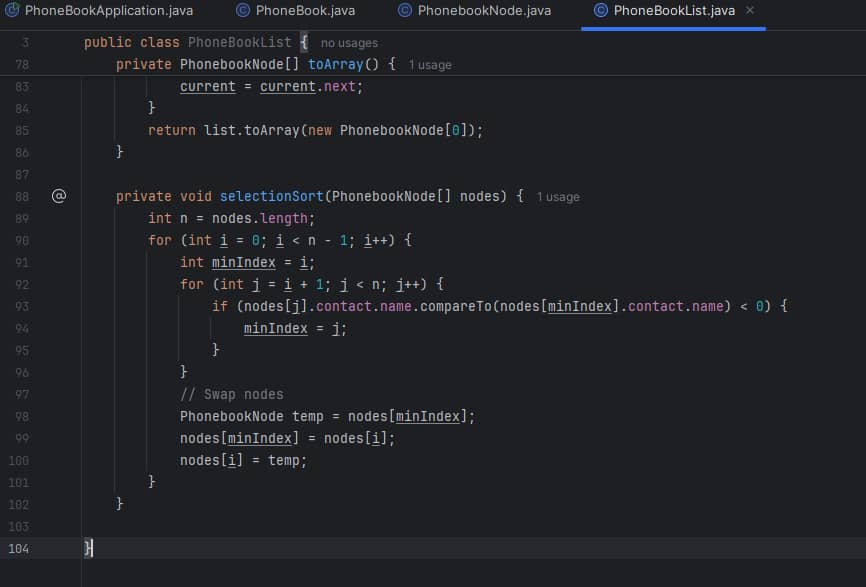 PhoneBookApplication.java PhoneBook.java PhonebookNode.java PhoneBookList.java ×
3 public class PhoneBookList { no usages
78 private PhonebookNode[] toArray() { 1 usage
83 current = current.next;
84 }
85 return list.toArray(new PhonebookNode[0]);
86 }
87
88 @ private void selectionSort(PhonebookNode[] nodes) { 1 usage
89 int n = nodes.length;
90 for (int i = 0; i < n - 1; i++) {
91 int minIndex = i;
92 for (int j = i + 1; j < n; j++) {
93 if (nodes[j].contact.name.compareTo(nodes[minIndex].contact.name) < 0) {
94 minIndex = j;
95 }
96 }
97 // Swap nodes
98 PhonebookNode temp = nodes[minIndex];
99 nodes[minIndex] = nodes[i];
100 nodes[i] = temp;
101 }
102 }
103
104 }